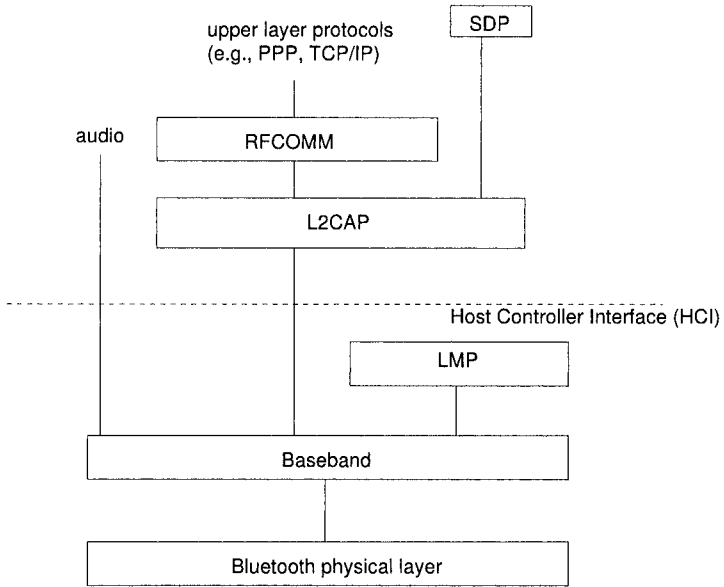 upper layer protocols
(e.g., PPP, TCP/IP)
SDP
audio
RFCOMM
L2CAP
Host Controller Interface (HCI)
LMP
Baseband
Bluetooth physical layer